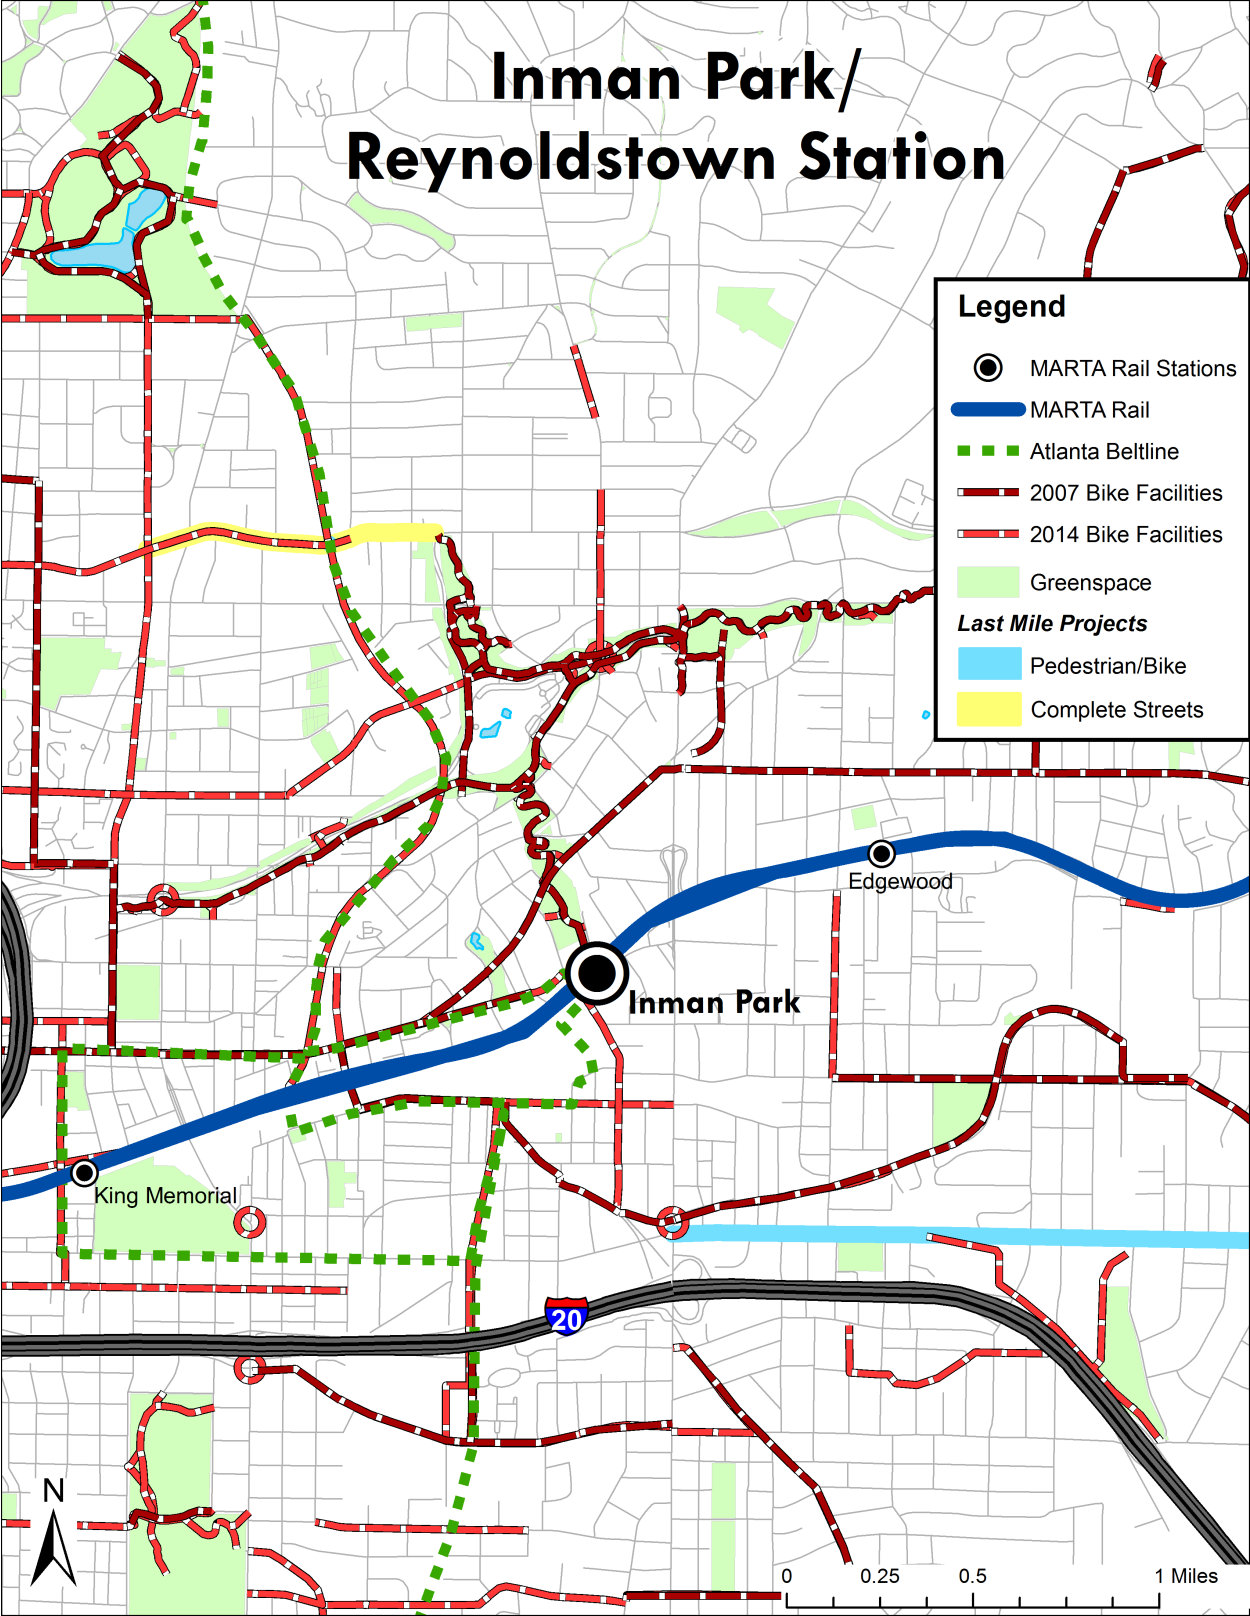 Inman Park/
Reynoldstown Station
Legend
MARTA Rail Stations
MARTA Rail
Atlanta Beltline
2007 Bike Facilities
2014 Bike Facilities
Greenspace
Last Mile Projects
Pedestrian/Bike
Complete Streets
Edgewood
Inman Park
King Memorial
20
N
0 0.25 0.5 1 Miles